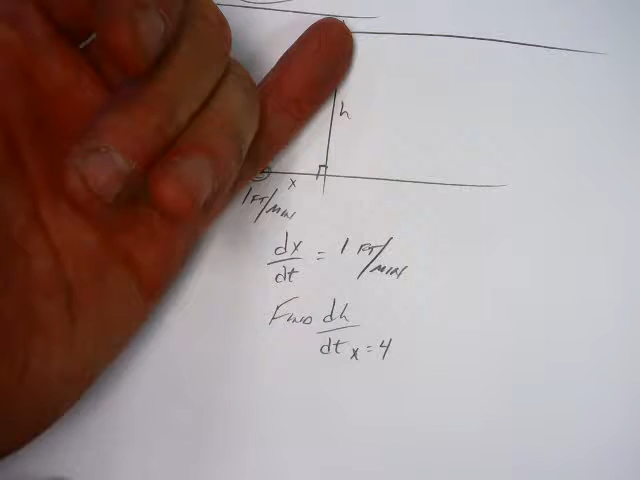 h
x
1 FT/MIN
dx/dt = 1 FT/MIN
FIND dh/dt x=4